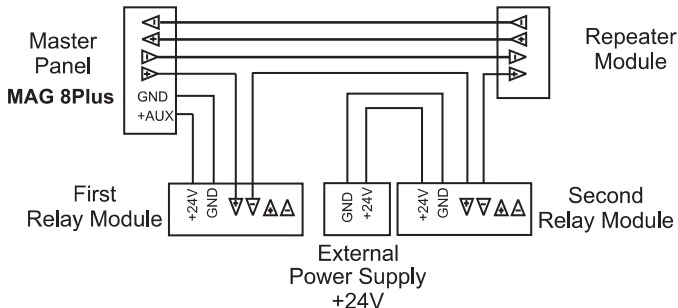 Master
Panel
MAG 8Plus
GND
+AUX
- + - +
- + - +
Repeater
Module
First
Relay Module
+24V
GND
+ - + -
GND
+24V
External
Power Supply
+24V
+24V
GND
+ - + -
Second
Relay Module